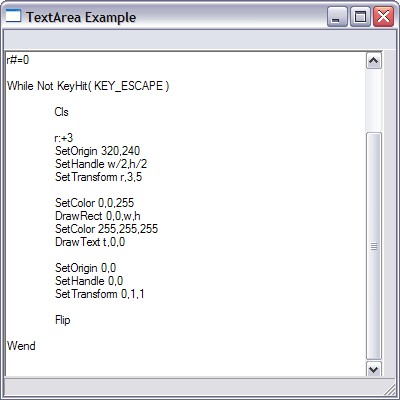 TextArea Example
r#=0
While Not KeyHit( KEY_ESCAPE )
Cls
r:+3
SetOrigin 320,240
SetHandle w/2,h/2
SetTransform r,3,5
SetColor 0,0,255
DrawRect 0,0,w,h
SetColor 255,255,255
DrawText t,0,0
SetOrigin 0,0
SetHandle 0,0
SetTransform 0,1,1
Flip
Wend